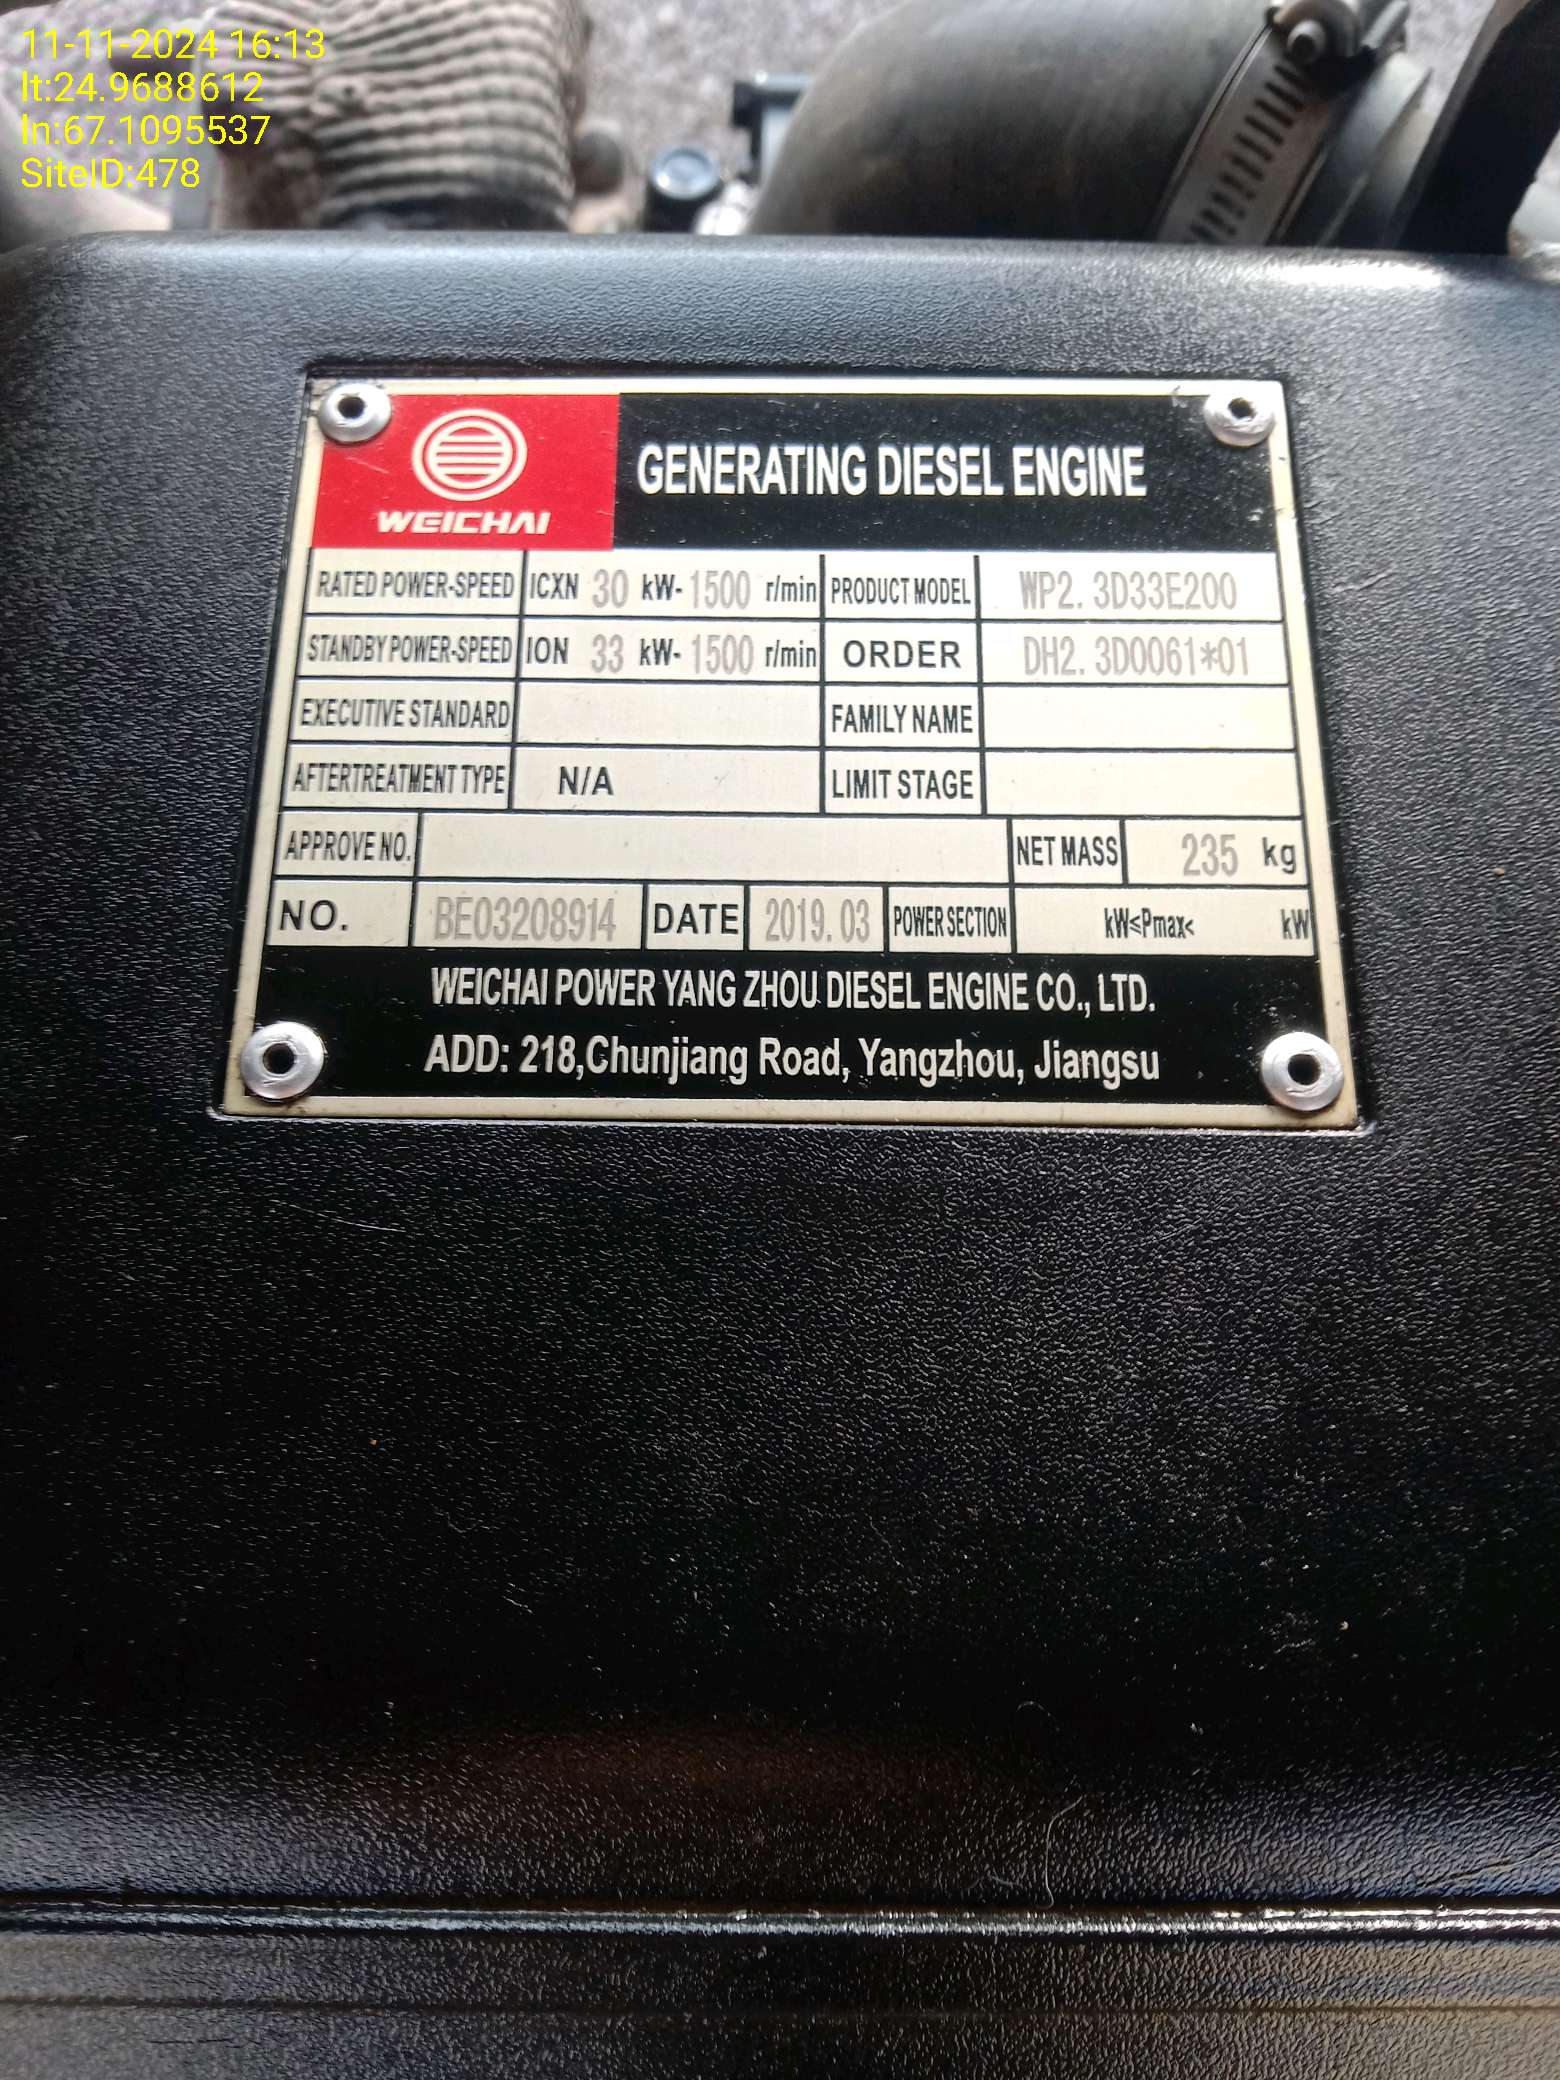 11-11-2024 16:13
lt:24.9688612
ln:67.1095537
SiteID:478
WEICHAI
GENERATING DIESEL ENGINE
RATED POWER-SPEED ICXN 30 kW- 1500 r/min PRODUCT MODEL WP2.3D33E200
STANDBY POWER-SPEED ION 33 kW- 1500 r/min ORDER DH2.3D0061*01
EXECUTIVE STANDARD FAMILY NAME
AFTERTREATMENT TYPE N/A LIMIT STAGE
APPROVE NO. NET MASS 235 kg
NO. BE03208914 DATE 2019.03 POWER SECTION kW≤Pmax< kW
WEICHAI POWER YANG ZHOU DIESEL ENGINE CO., LTD.
ADD: 218,Chunjiang Road, Yangzhou, Jiangsu